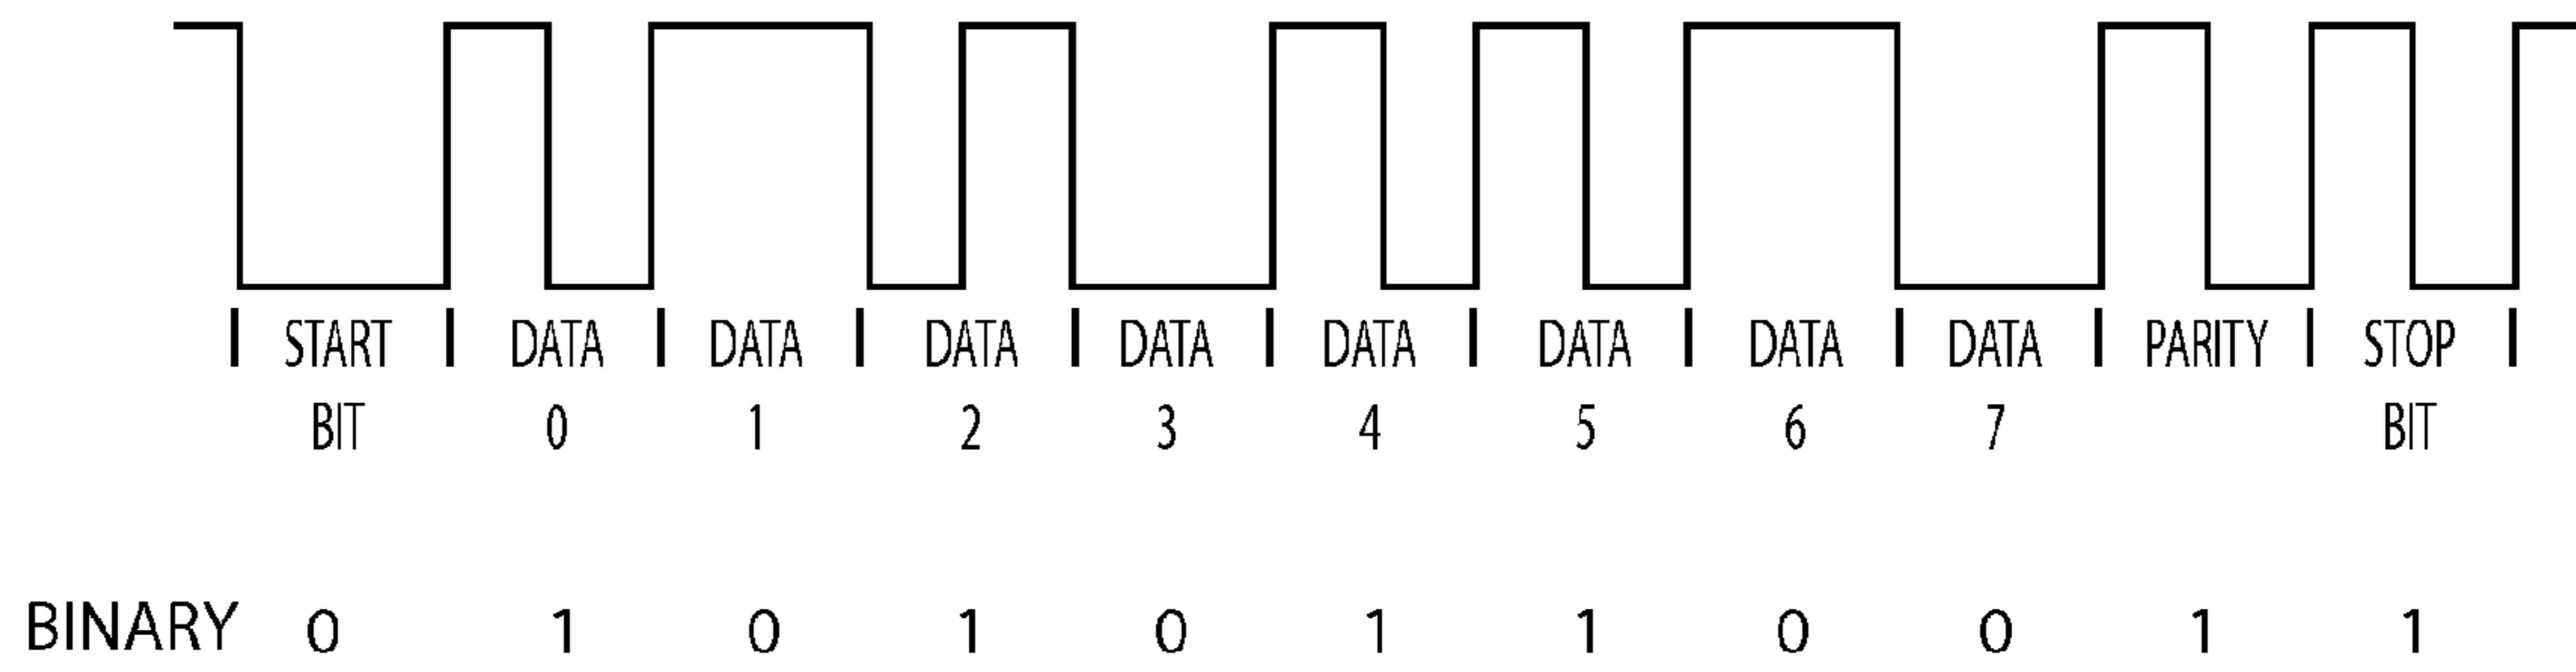 START DATA DATA DATA DATA DATA DATA DATA DATA PARITY STOP
BIT 0 1 2 3 4 5 6 7 BIT
BINARY 0 1 0 1 0 1 1 0 0 1 1